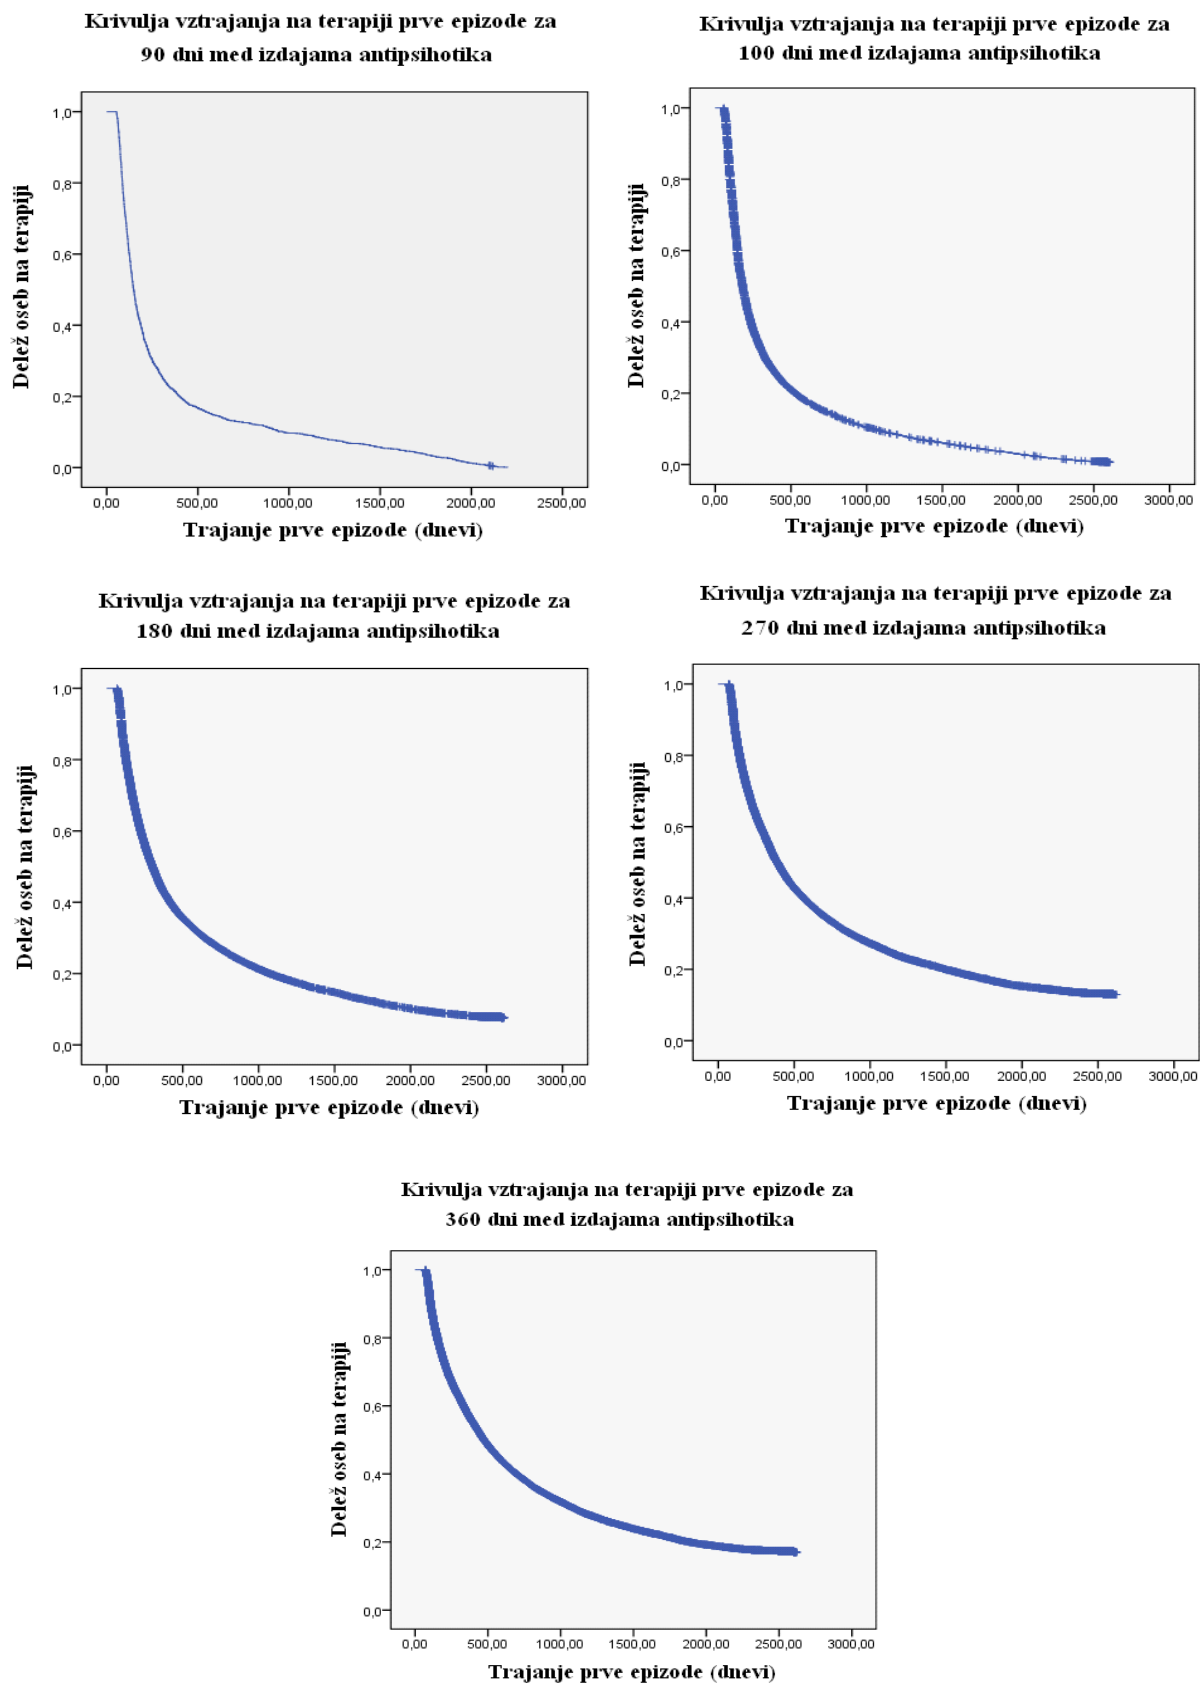 Krivulja vztrajanja na terapiji prve epizode za
90 dni med izdajama antipsihotika
Delež oseb na terapiji
1,0
0,8
0,6
0,4
0,2
0,0
0,00 500,00 1000,00 1500,00 2000,00 2500,00
Trajanje prve epizode (dnevi)
Krivulja vztrajanja na terapiji prve epizode za
100 dni med izdajama antipsihotika
Delež oseb na terapiji
1,0
0,8
0,6
0,4
0,2
0,0
0,00 500,00 1000,00 1500,00 2000,00 2500,00 3000,00
Trajanje prve epizode (dnevi)
Krivulja vztrajanja na terapiji prve epizode za
180 dni med izdajama antipsihotika
Delež oseb na terapiji
1,0
0,8
0,6
0,4
0,2
0,0
0,00 500,00 1000,00 1500,00 2000,00 2500,00 3000,00
Trajanje prve epizode (dnevi)
Krivulja vztrajanja na terapiji prve epizode za
270 dni med izdajama antipsihotika
Delež oseb na terapiji
1,0
0,8
0,6
0,4
0,2
0,0
0,00 500,00 1000,00 1500,00 2000,00 2500,00 3000,00
Trajanje prve epizode (dnevi)
Krivulja vztrajanja na terapiji prve epizode za
360 dni med izdajama antipsihotika
Delež oseb na terapiji
1,0
0,8
0,6
0,4
0,2
0,0
0,00 500,00 1000,00 1500,00 2000,00 2500,00 3000,00
Trajanje prve epizode (dnevi)